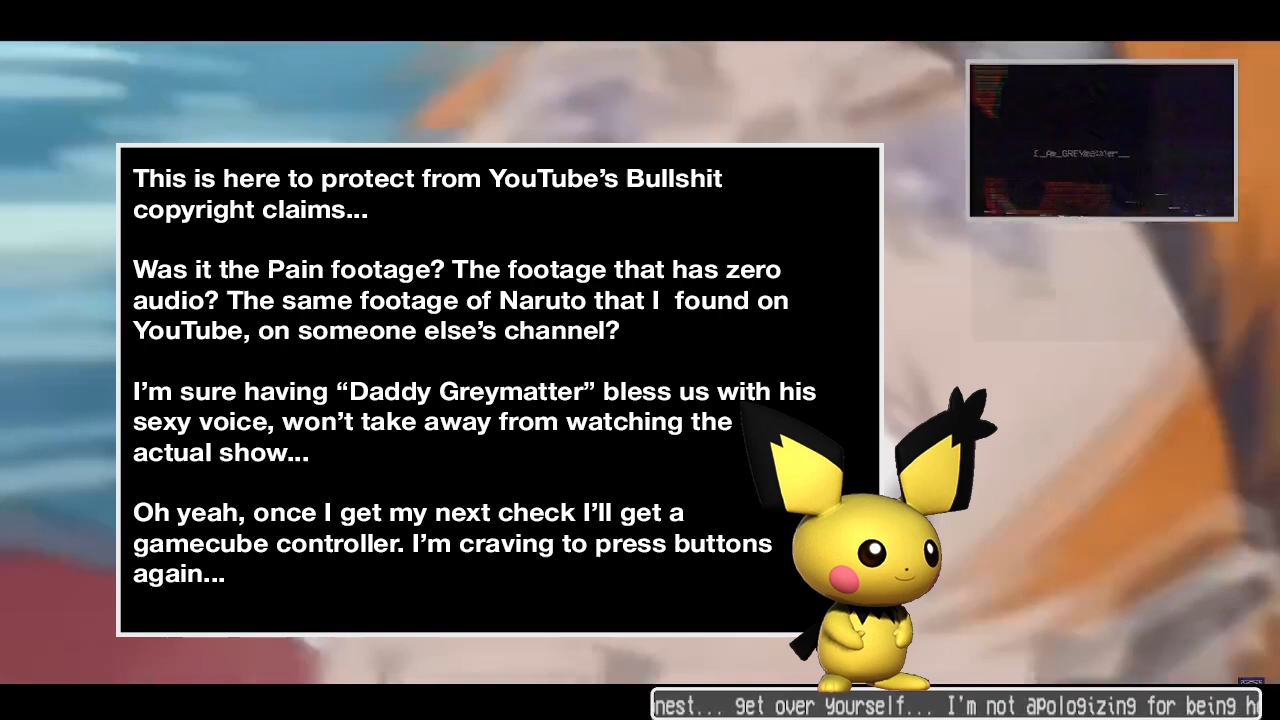 This is here to protect from YouTube’s Bullshit
copyright claims...
Was it the Pain footage? The footage that has zero
audio? The same footage of Naruto that I  found on
YouTube, on someone else’s channel?
I’m sure having “Daddy Greymatter” bless us with his
sexy voice, won’t take away from watching the
actual show...
Oh yeah, once I get my next check I’ll get a
gamecube controller. I’m craving to press buttons
again...
nest... get over yourself... I'm not apologizing for being h